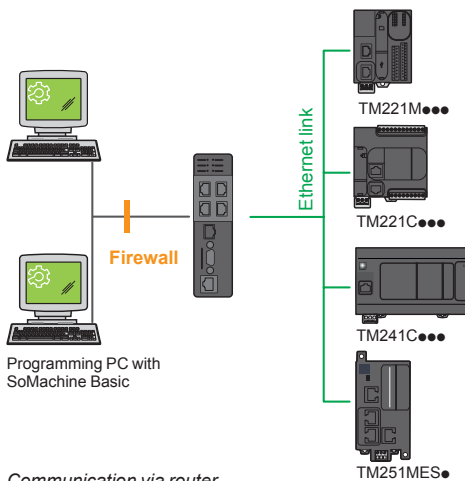 TM221M●●●
Ethernet link
TM221C●●●
Firewall
TM241C●●●
Programming PC with
SoMachine Basic
Communication via router
TM251MES●